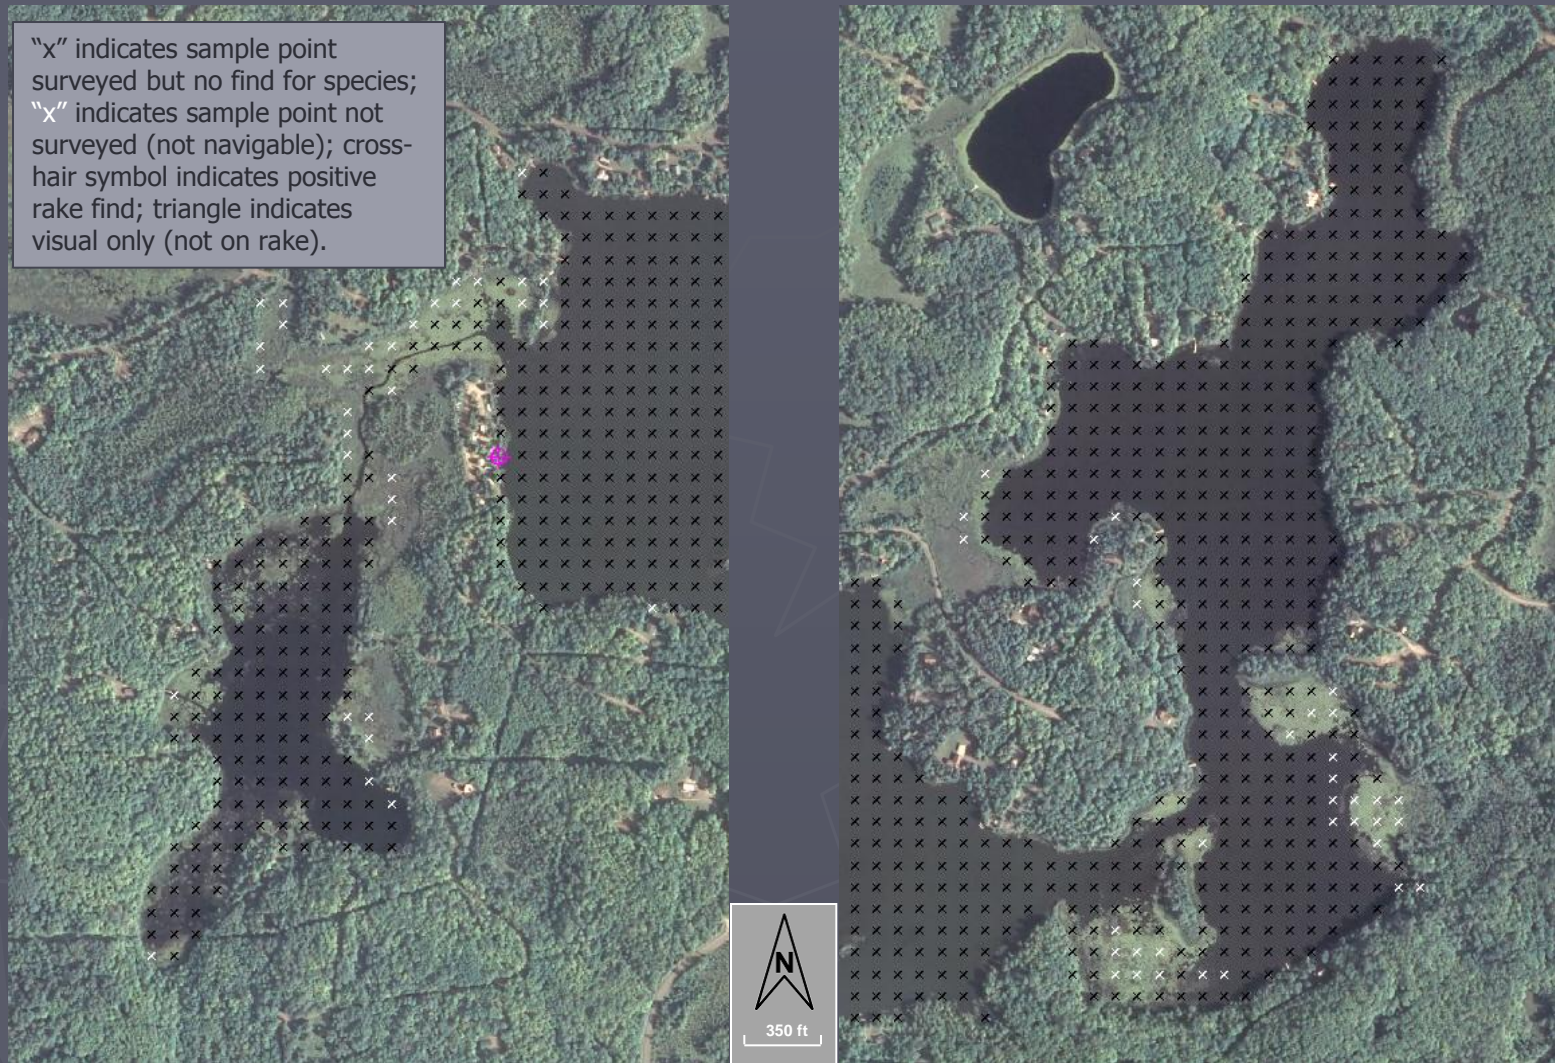 “x” indicates sample point
surveyed but no find for species;
“x” indicates sample point not
surveyed (not navigable); cross-
hair symbol indicates positive
rake find; triangle indicates
visual only (not on rake).
N
350 ft